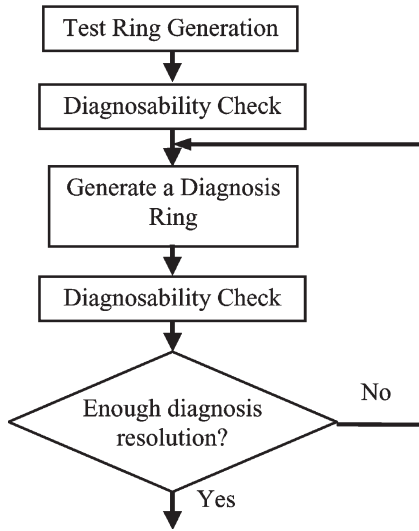 Test Ring Generation
Diagnosability Check
Generate a Diagnosis
Ring
Diagnosability Check
Enough diagnosis
resolution?
No
Yes